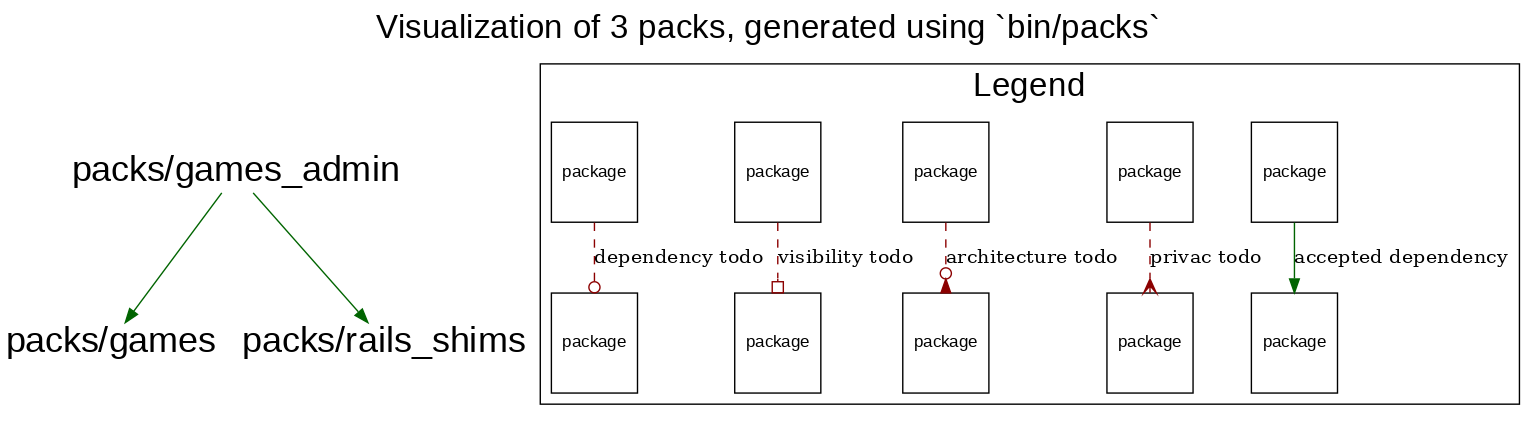 Visualization of 3 packs, generated using `bin/packs`
Legend
packs/games_admin
package package package package package
dependency todo visibility todo architecture todo privac todo accepted dependency
packs/games packs/rails_shims
package package package package package